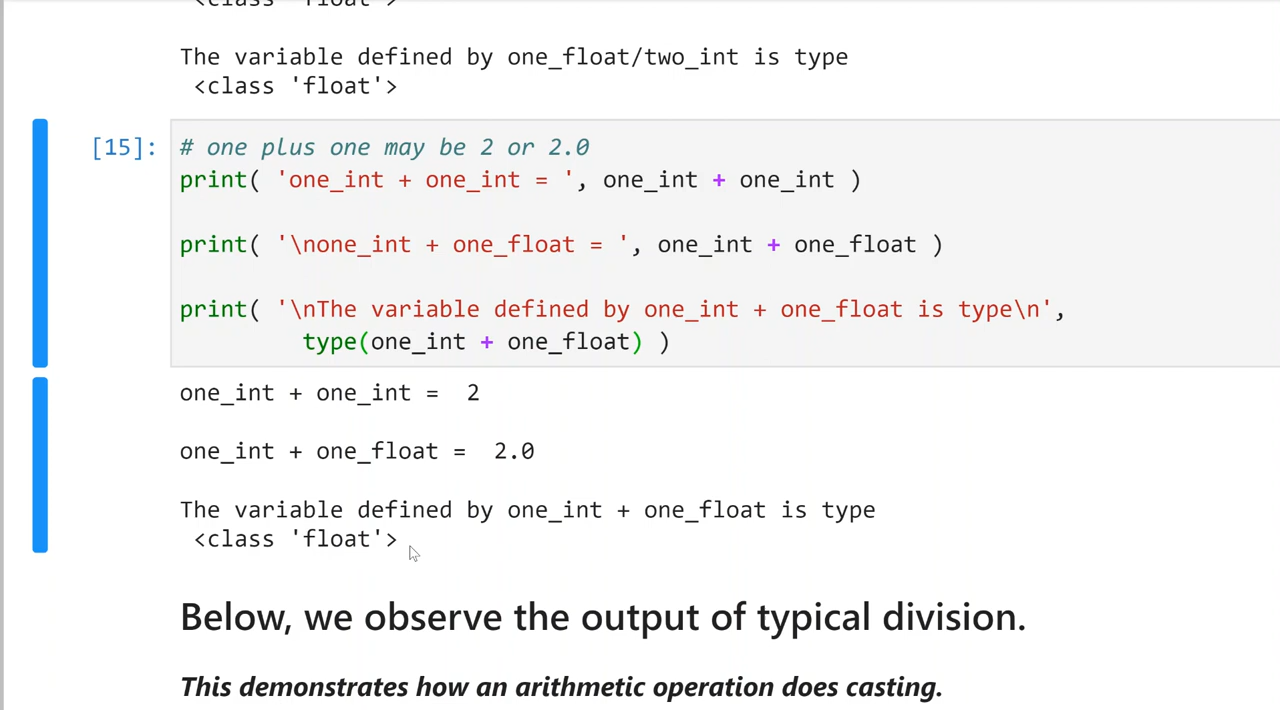 <class 'float'>
The variable defined by one_float/two_int is type
<class 'float'>
[15]:
# one plus one may be 2 or 2.0
print( 'one_int + one_int = ', one_int + one_int )
print( '\none_int + one_float = ', one_int + one_float )
print( '\nThe variable defined by one_int + one_float is type\n',
type(one_int + one_float) )
one_int + one_int =  2
one_int + one_float =  2.0
The variable defined by one_int + one_float is type
<class 'float'>
Below, we observe the output of typical division.
This demonstrates how an arithmetic operation does casting.